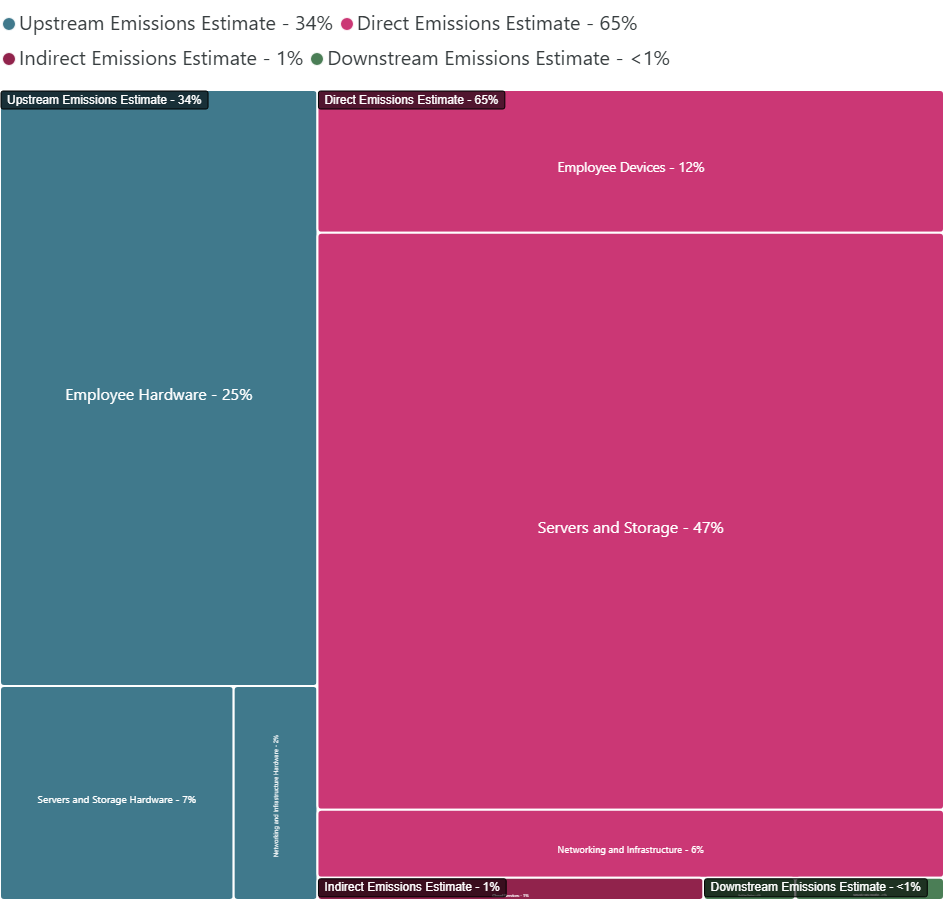 Upstream Emissions Estimate - 34% Direct Emissions Estimate - 65%
Indirect Emissions Estimate - 1% Downstream Emissions Estimate - <1%
Upstream Emissions Estimate - 34%
Employee Hardware - 25%
Servers and Storage Hardware - 7%
Networking and Infrastructure Hardware - 2%
Direct Emissions Estimate - 65%
Employee Devices - 12%
Servers and Storage - 47%
Networking and Infrastructure - 6%
Indirect Emissions Estimate - 1%
Downstream Emissions Estimate - <1%